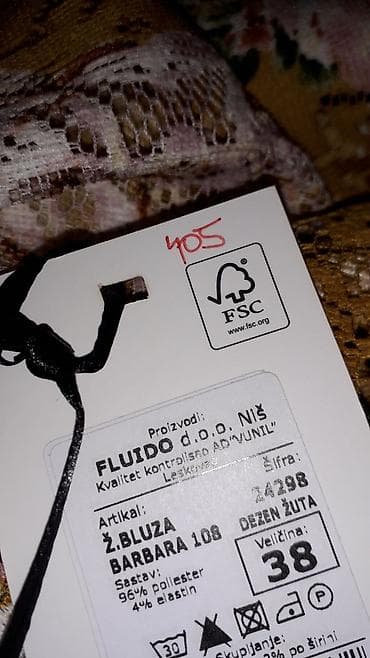 405
FSC
www.fsc.org
Proizvodi:
FLUIDO d.o.o. Niš
Kvalitet kontrolisao AD"VUNIL"
Leskovac
Artikal:
Šifra:
Ž.BLUZA
24298
BARBARA 108
DEZEN ŽUTA
Sastav:
Veličina:
96% poliester
38
4% elastin
30
P
Skupljanje:
2% po širini